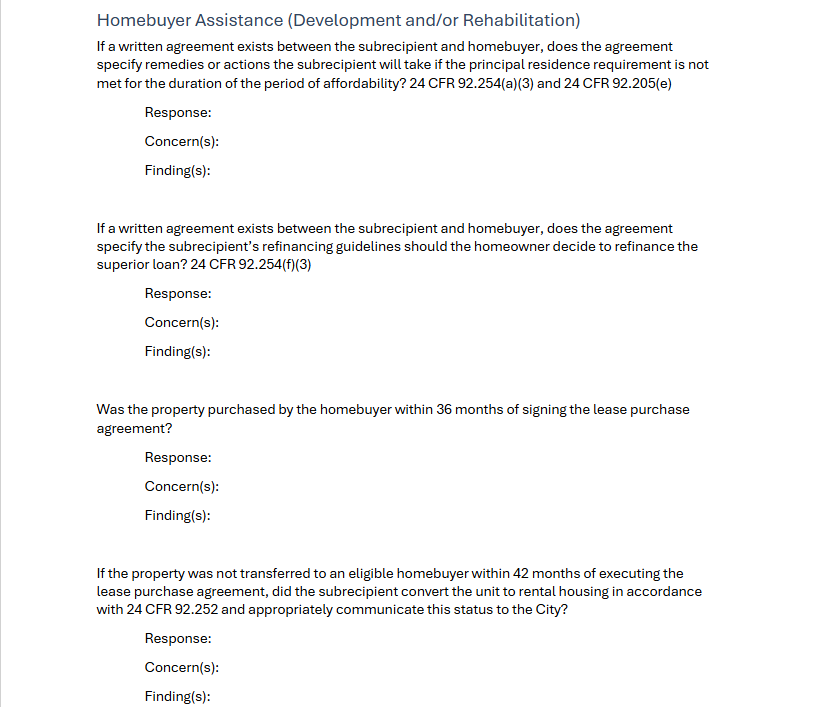 Homebuyer Assistance (Development and/or Rehabilitation)
If a written agreement exists between the subrecipient and homebuyer, does the agreement
specify remedies or actions the subrecipient will take if the principal residence requirement is not
met for the duration of the period of affordability? 24 CFR 92.254(a)(3) and 24 CFR 92.205(e)
Response:
Concern(s):
Finding(s):
If a written agreement exists between the subrecipient and homebuyer, does the agreement
specify the subrecipient’s refinancing guidelines should the homeowner decide to refinance the
superior loan? 24 CFR 92.254(f)(3)
Response:
Concern(s):
Finding(s):
Was the property purchased by the homebuyer within 36 months of signing the lease purchase
agreement?
Response:
Concern(s):
Finding(s):
If the property was not transferred to an eligible homebuyer within 42 months of executing the
lease purchase agreement, did the subrecipient convert the unit to rental housing in accordance
with 24 CFR 92.252 and appropriately communicate this status to the City?
Response:
Concern(s):
Finding(s):